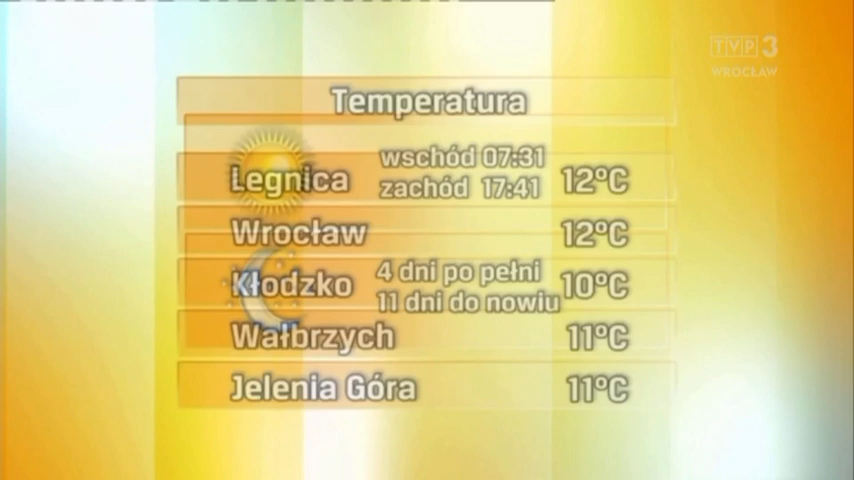 TVP3
WROCŁAW
Temperatura
wschód 07:31
zachód 17:41
Legnica 12°C
Wrocław 12°C
4 dni po pełni
11 dni do nowiu
Kłodzko 10°C
Wałbrzych 11°C
Jelenia Góra 11°C